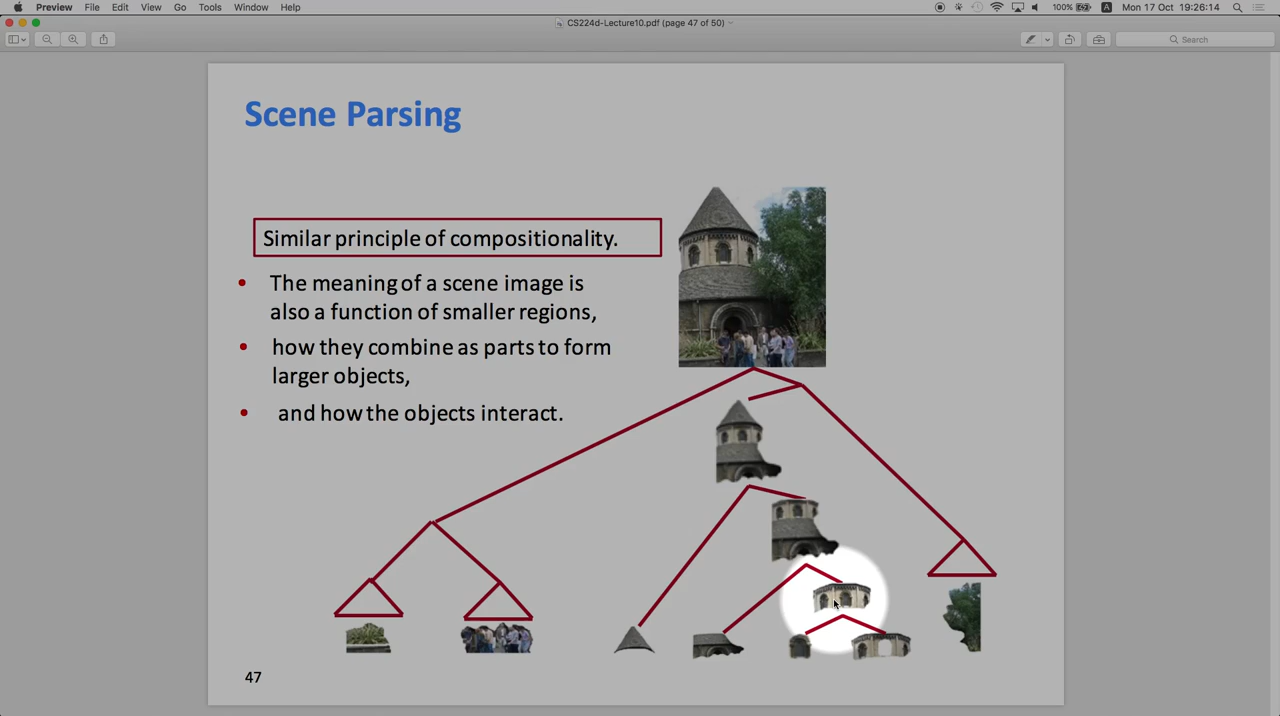 Preview File Edit View Go Tools Window Help 100% A Mon 17 Oct 19:26:14
CS224d-Lecture10.pdf (page 47 of 50)
Search
Scene Parsing
Similar principle of compositionality.
• The meaning of a scene image is
also a function of smaller regions,
• how they combine as parts to form
larger objects,
• and how the objects interact.
47